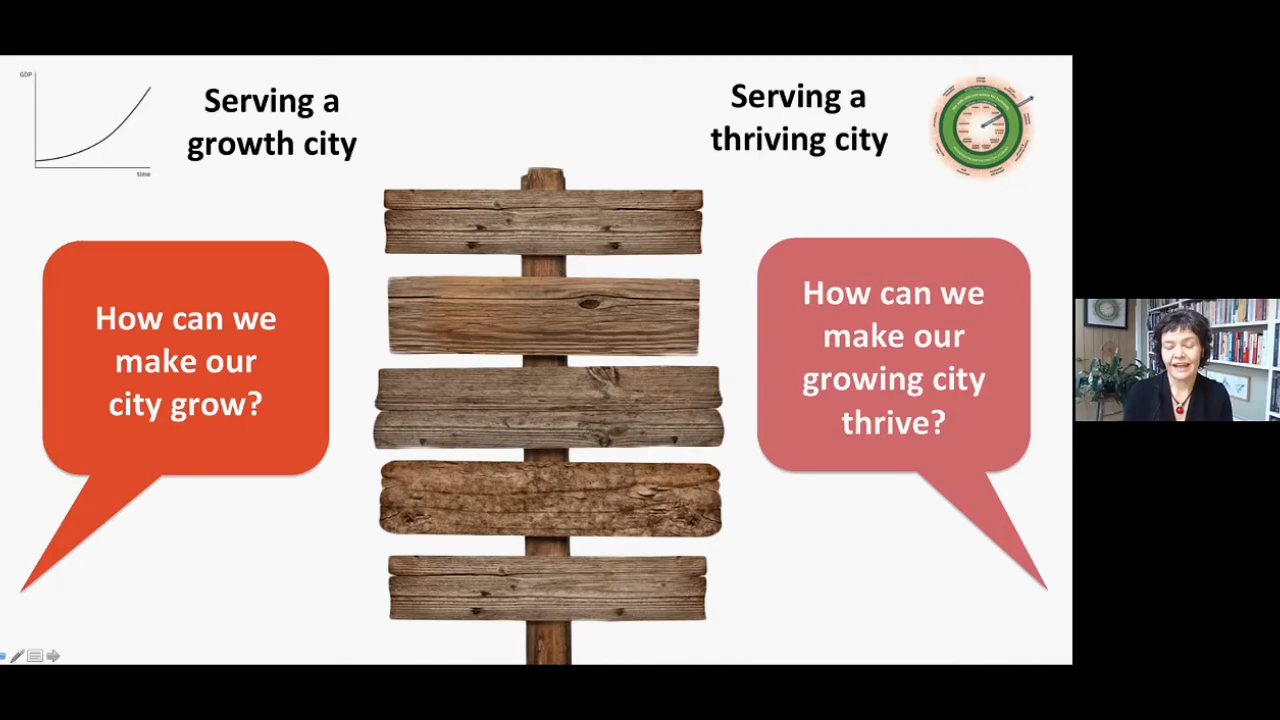 GDP
time
Serving a
growth city
Serving a
thriving city
How can we
make our
city grow?
How can we
make our
growing city
thrive?